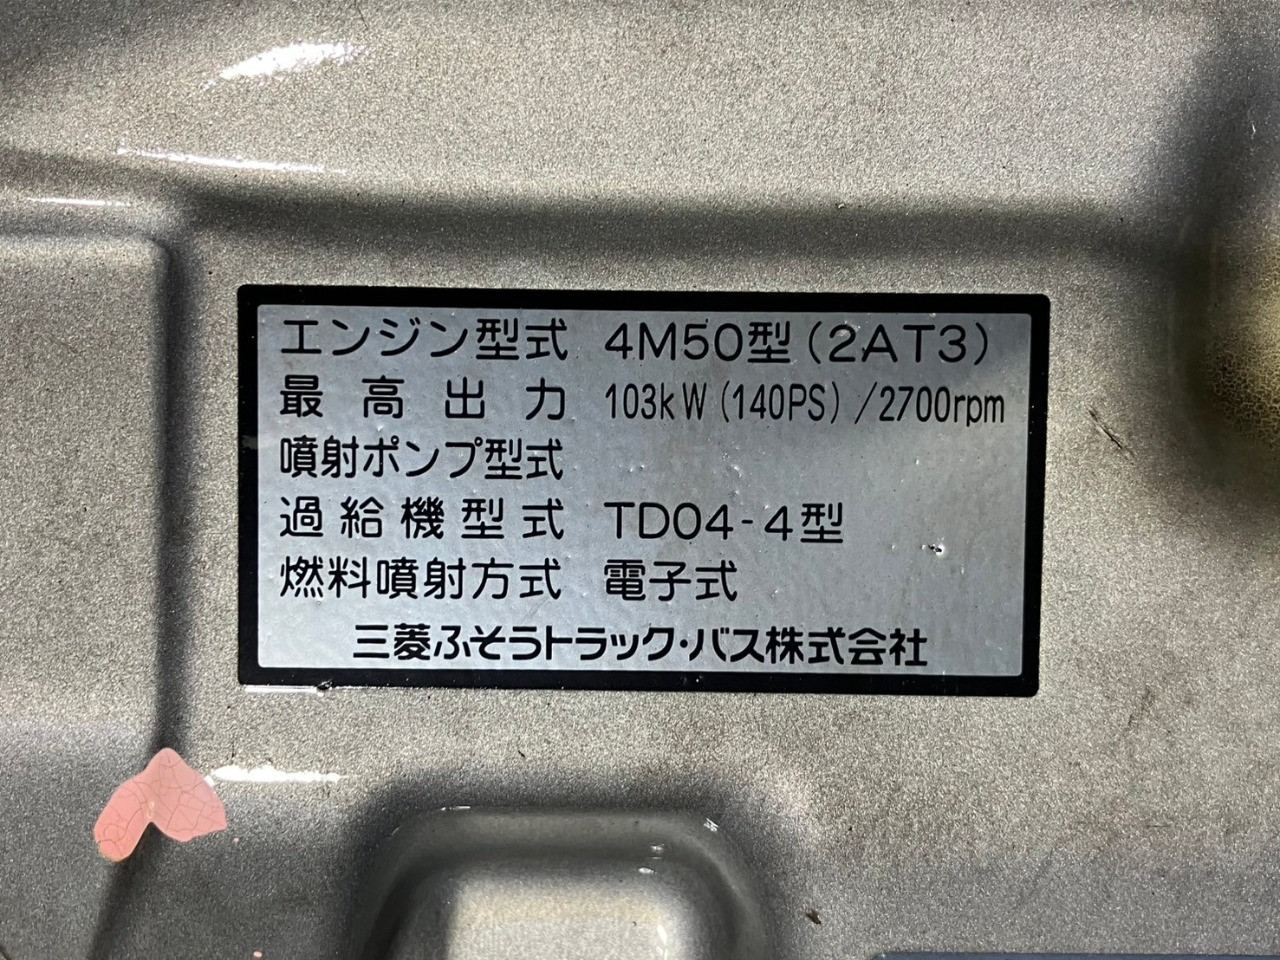 エンジン型式 4M50型(2AT3)
最高出力 103kW(140PS)/2700rpm
噴射ポンプ型式
過給機型式 TD04-4型
燃料噴射方式 電子式
三菱ふそうトラック・バス株式会社